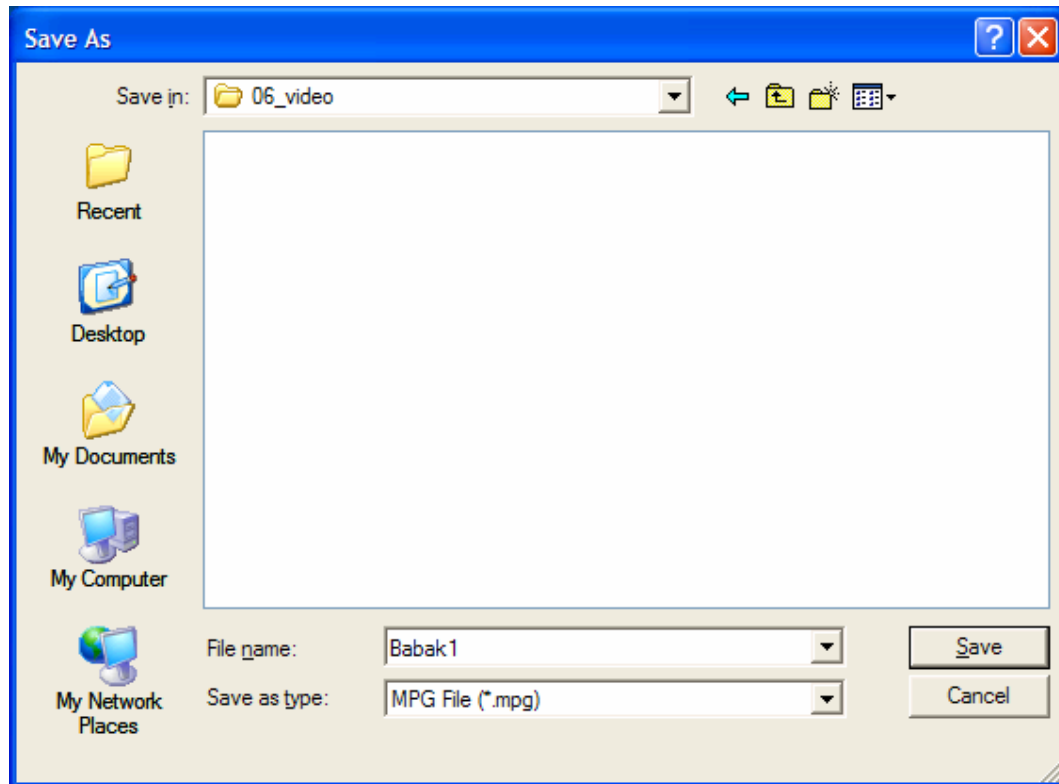 Save As
Save in:
06_video
Recent
Desktop
My Documents
My Computer
My Network
Places
File name:
Babak1
Save
Save as type:
MPG File (*.mpg)
Cancel